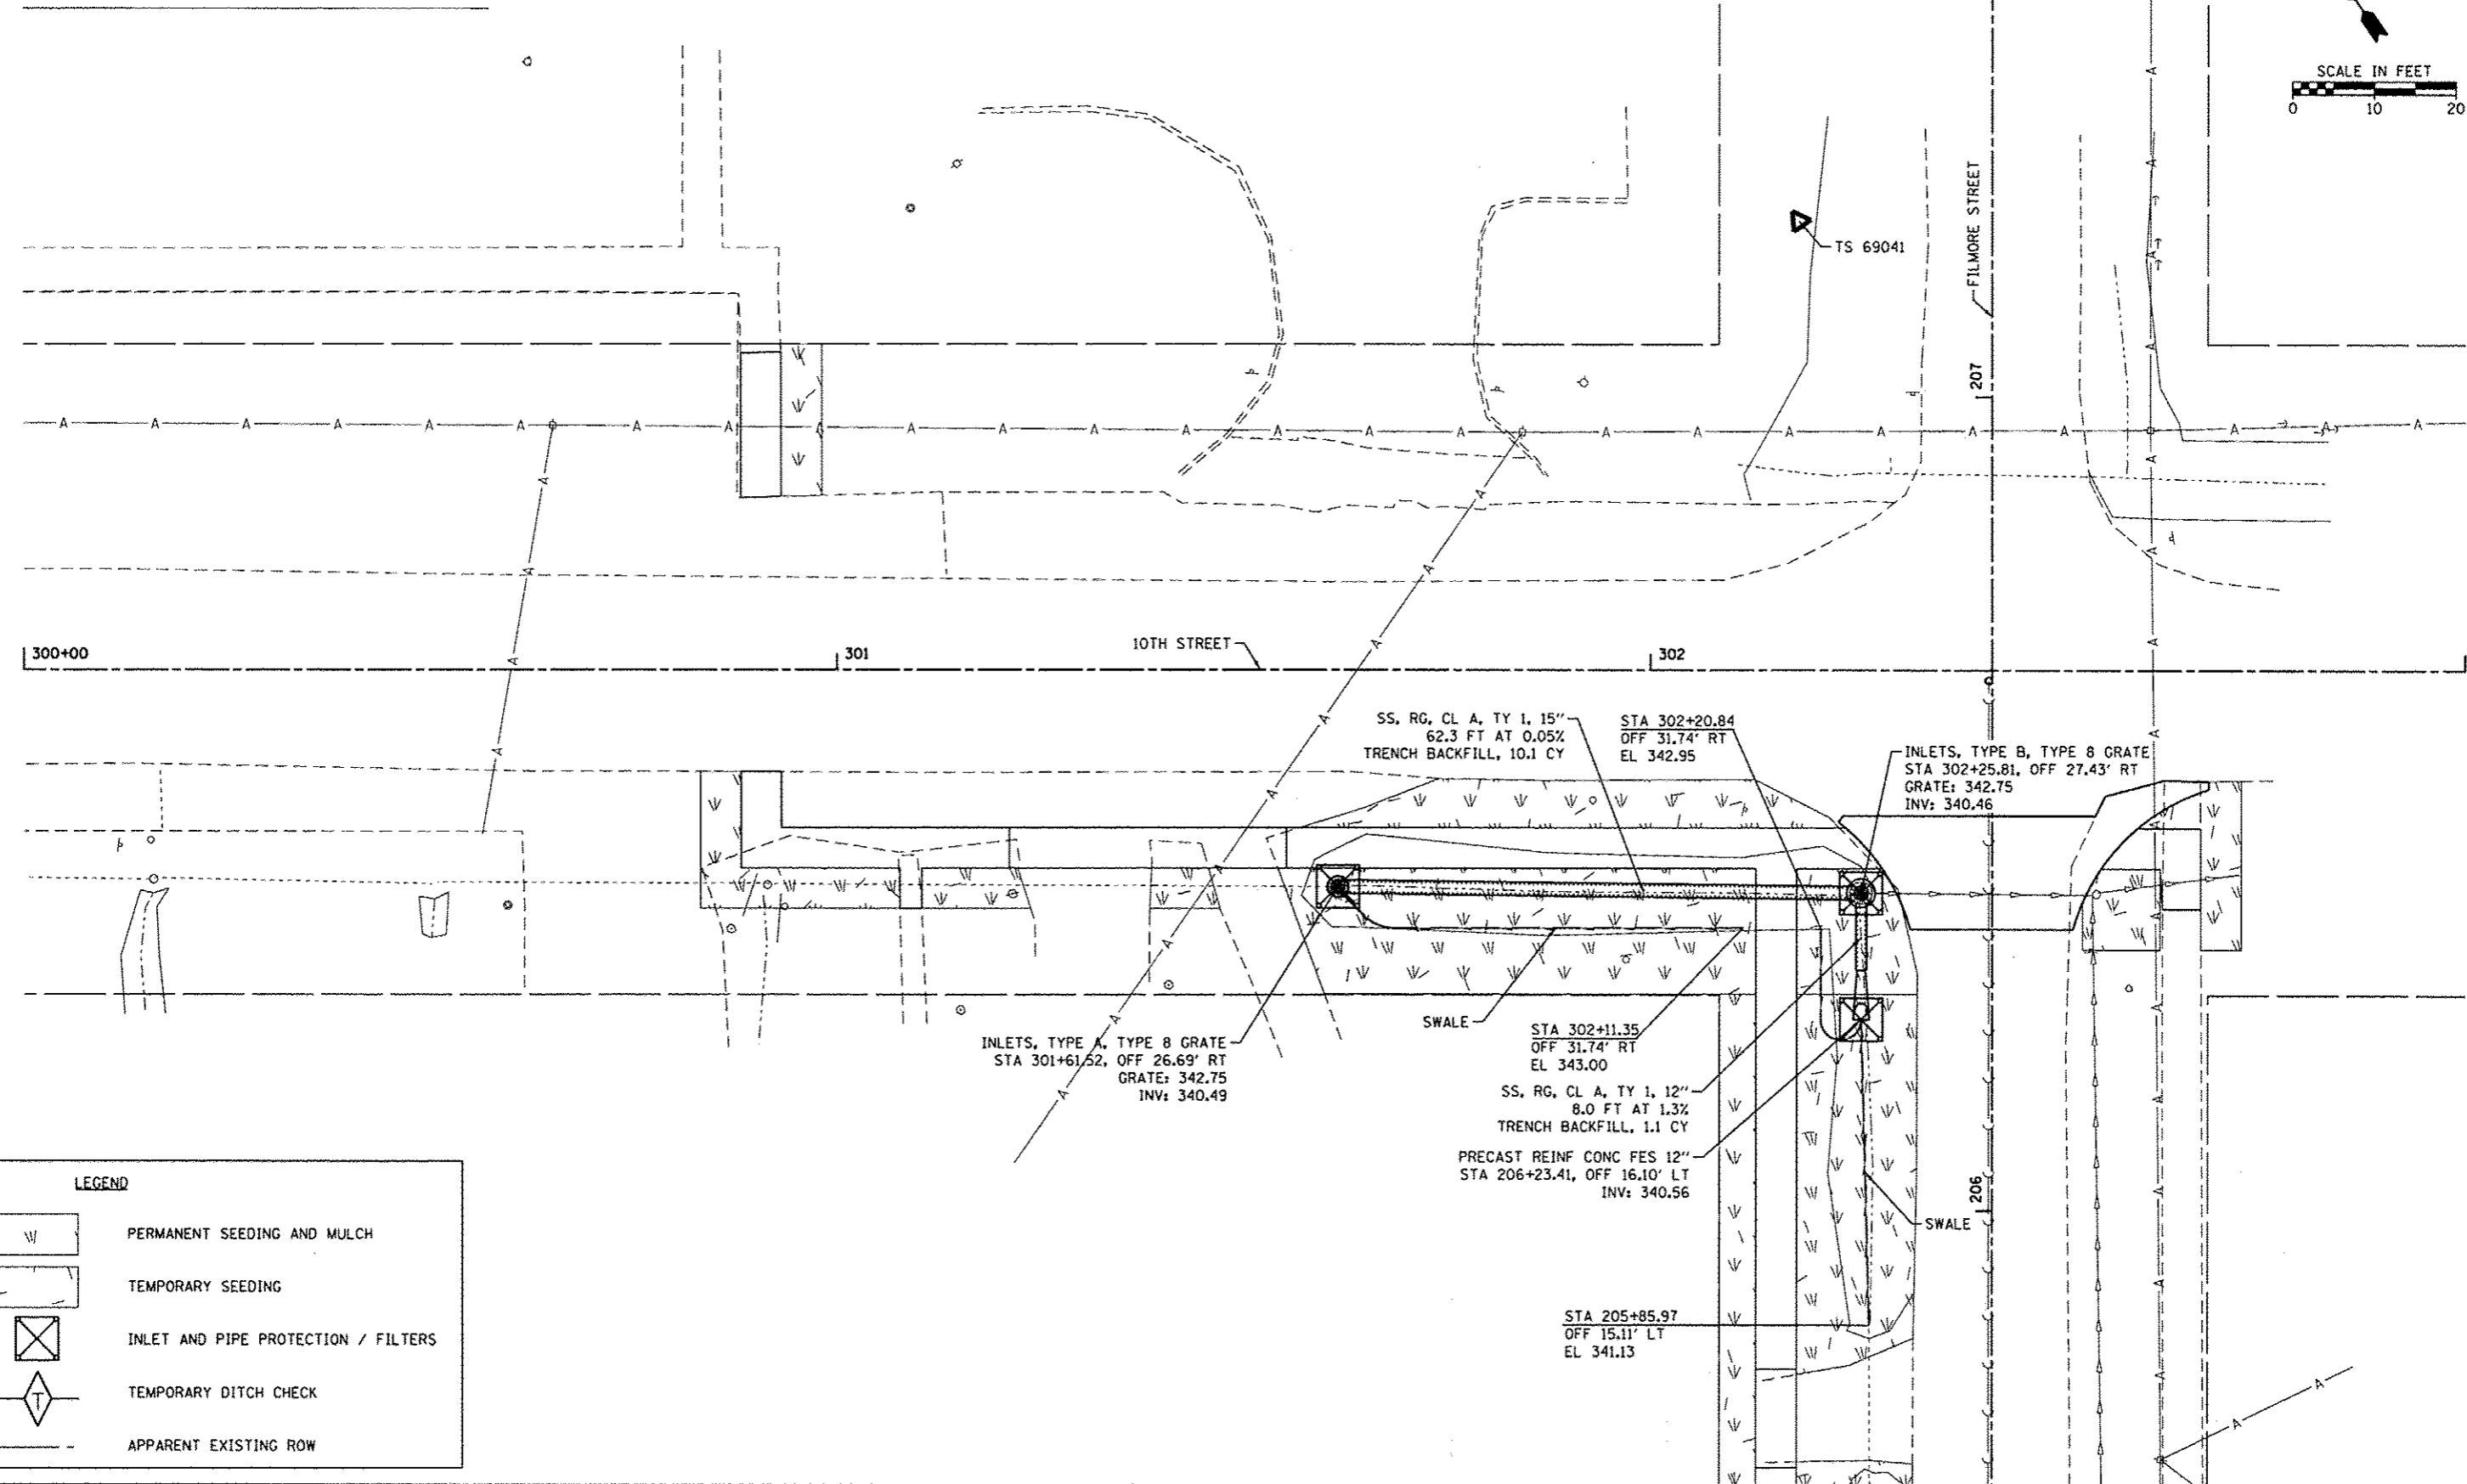 SCALE IN FEET
0 10 20
FILMORE STREET
TS 69041
207
A A A A A A A A A A A A A A A A A A A A A A A A
300+00
301
302
10TH STREET
SS, RG, CL A, TY 1, 15"
62.3 FT AT 0.05%
TRENCH BACKFILL, 10.1 CY
STA 302+20.84
OFF 31.74' RT
EL 342.95
INLETS, TYPE B, TYPE 8 GRATE
STA 302+25.81, OFF 27.43' RT
GRATE: 342.75
INV: 340.46
INLETS, TYPE A, TYPE 8 GRATE
STA 301+61.52, OFF 26.69' RT
GRATE: 342.75
INV: 340.49
SWALE
STA 302+11.35
OFF 31.74' RT
EL 343.00
SS, RG, CL A, TY 1, 12"
8.0 FT AT 1.3%
TRENCH BACKFILL, 1.1 CY
PRECAST REINF CONC FES 12"
STA 206+23.41, OFF 16.10' LT
INV: 340.56
206
SWALE
STA 205+85.97
OFF 15.11' LT
EL 341.13
LEGEND
PERMANENT SEEDING AND MULCH
TEMPORARY SEEDING
INLET AND PIPE PROTECTION / FILTERS
T
TEMPORARY DITCH CHECK
APPARENT EXISTING ROW